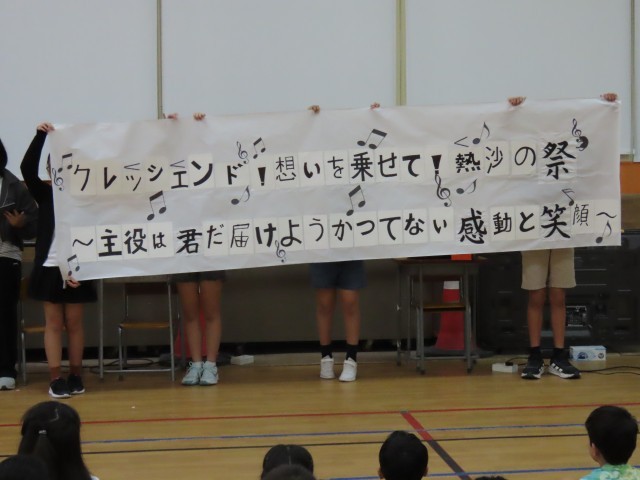 クレッシェンド！想いを乗せて！熱沙の祭
～主役は君だ届けようかつてない感動と笑顔～